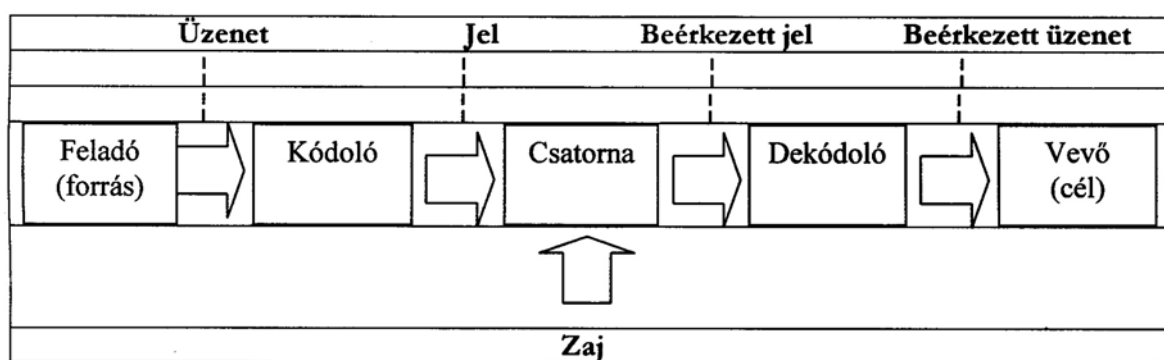 Üzenet Jel Beérkezett jel Beérkezett üzenet
Feladó
(forrás)
Kódoló
Csatorna
Dekódoló
Vevő
(cél)
Zaj